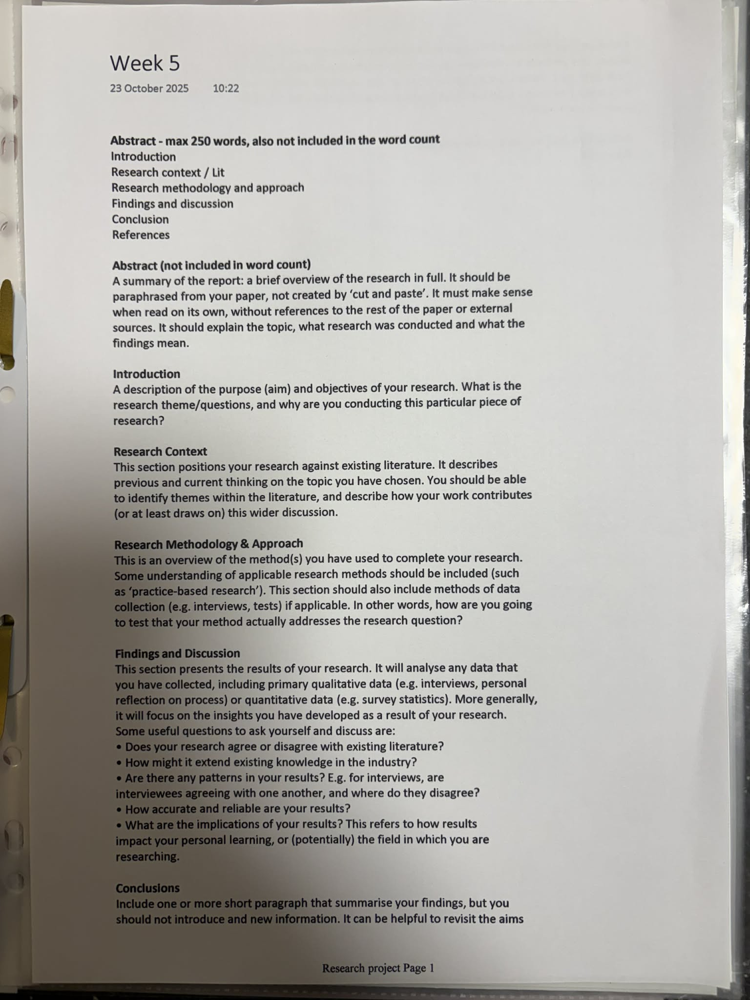 Week 5
23 October 2025 10:22
Abstract - max 250 words, also not included in the word count
Introduction
Research context / Lit
Research methodology and approach
Findings and discussion
Conclusion
References
Abstract (not included in word count)
A summary of the report: a brief overview of the research in full. It should be
paraphrased from your paper, not created by ‘cut and paste’. It must make sense
when read on its own, without references to the rest of the paper or external
sources. It should explain the topic, what research was conducted and what the
findings mean.
Introduction
A description of the purpose (aim) and objectives of your research. What is the
research theme/questions, and why are you conducting this particular piece of
research?
Research Context
This section positions your research against existing literature. It describes
previous and current thinking on the topic you have chosen. You should be able
to identify themes within the literature, and describe how your work contributes
(or at least draws on) this wider discussion.
Research Methodology & Approach
This is an overview of the method(s) you have used to complete your research.
Some understanding of applicable research methods should be included (such
as ‘practice-based research’). This section should also include methods of data
collection (e.g. interviews, tests) if applicable. In other words, how are you going
to test that your method actually addresses the research question?
Findings and Discussion
This section presents the results of your research. It will analyse any data that
you have collected, including primary qualitative data (e.g. interviews, personal
reflection on process) or quantitative data (e.g. survey statistics). More generally,
it will focus on the insights you have developed as a result of your research.
Some useful questions to ask yourself and discuss are:
• Does your research agree or disagree with existing literature?
• How might it extend existing knowledge in the industry?
• Are there any patterns in your results? E.g. for interviews, are
interviewees agreeing with one another, and where do they disagree?
• How accurate and reliable are your results?
• What are the implications of your results? This refers to how results
impact your personal learning, or (potentially) the field in which you are
researching.
Conclusions
Include one or more short paragraph that summarise your findings, but you
should not introduce and new information. It can be helpful to revisit the aims
Research project Page 1